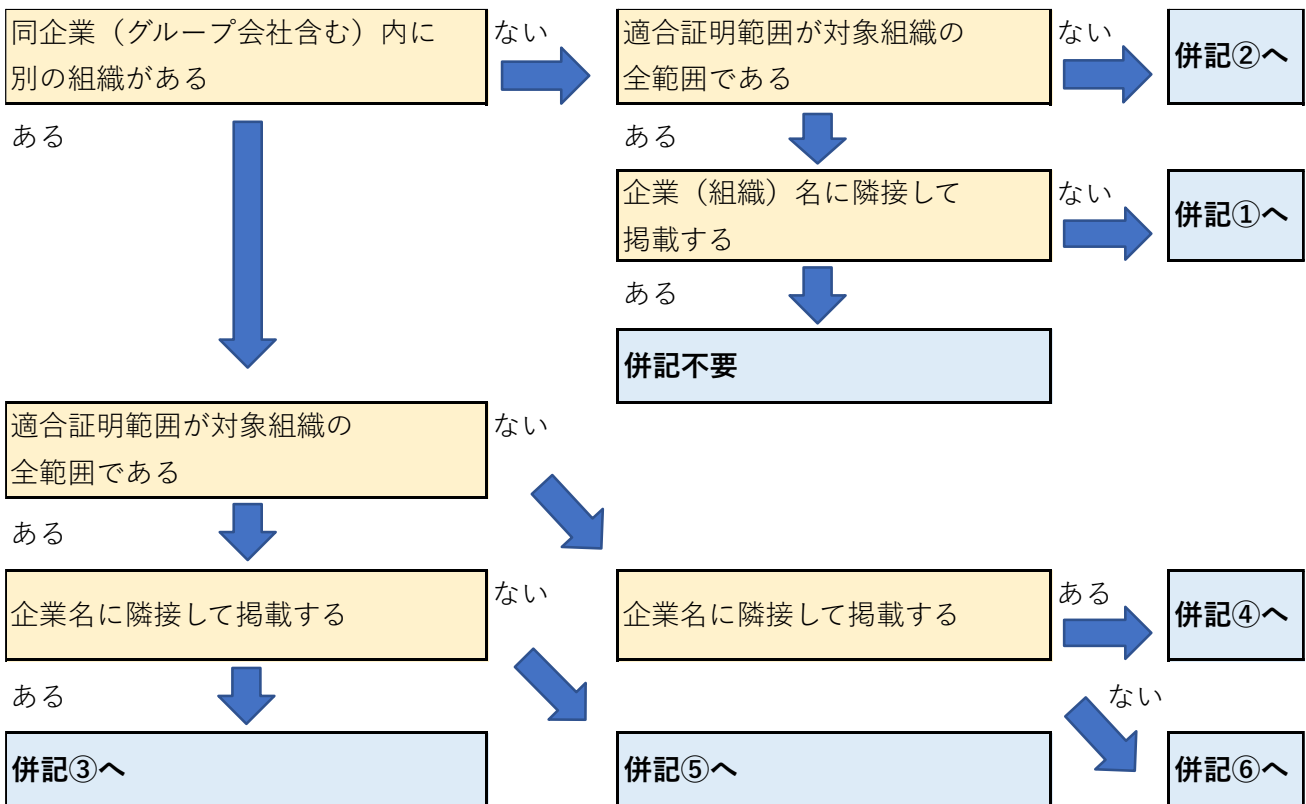 同企業（グループ会社含む）内に
別の組織がある
ない
適合証明範囲が対象組織の
全範囲である
ない
併記②へ
ある
ある
企業（組織）名に隣接して
掲載する
ない
併記①へ
ある
併記不要
適合証明範囲が対象組織の
全範囲である
ない
ある
企業名に隣接して掲載する
ない
企業名に隣接して掲載する
ある
併記④へ
ある
ない
併記③へ
併記⑤へ
併記⑥へ